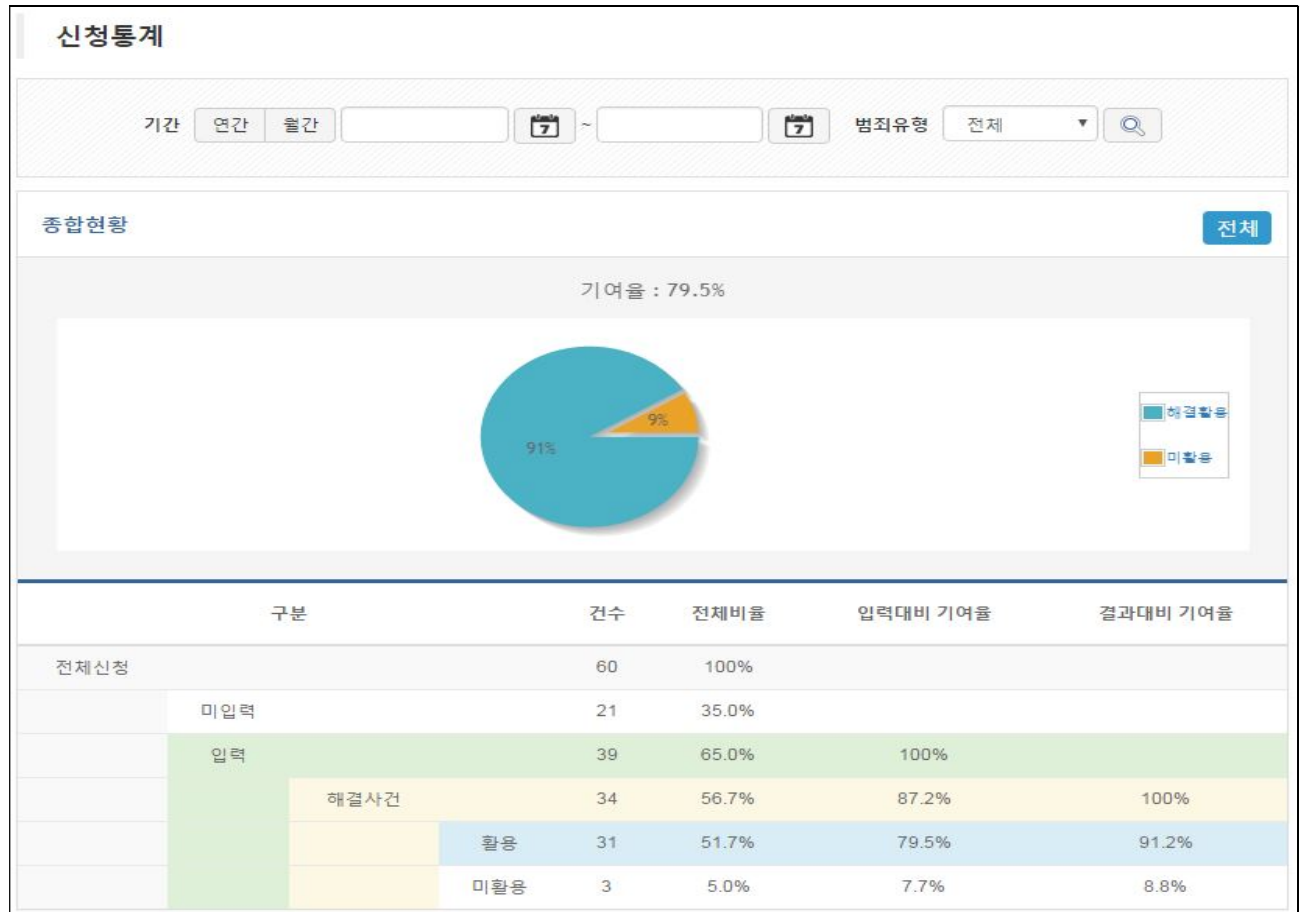 신청통계
기간 연간 월간 7 ~ 7 범죄유형 전체
종합현황 전체
기여율 : 79.5%
9%
91%
해결활용
미활용
구분 건수 전체비율 입력대비 기여율 결과대비 기여율
전체신청 60 100%
미입력 21 35.0%
입력 39 65.0% 100%
해결사건 34 56.7% 87.2% 100%
활용 31 51.7% 79.5% 91.2%
미활용 3 5.0% 7.7% 8.8%